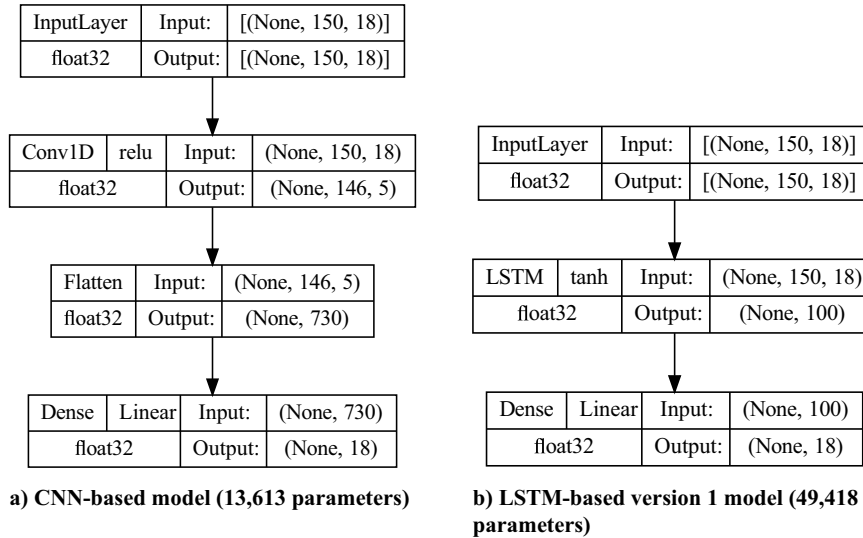 InputLayer Input: [(None, 150, 18)]
float32 Output: [(None, 150, 18)]
Conv1D relu Input: (None, 150, 18)
float32 Output: (None, 146, 5)
Flatten Input: (None, 146, 5)
float32 Output: (None, 730)
Dense Linear Input: (None, 730)
float32 Output: (None, 18)
a) CNN-based model (13,613 parameters)
InputLayer Input: [(None, 150, 18)]
float32 Output: [(None, 150, 18)]
LSTM tanh Input: (None, 150, 18)
float32 Output: (None, 100)
Dense Linear Input: (None, 100)
float32 Output: (None, 18)
b) LSTM-based version 1 model (49,418
parameters)